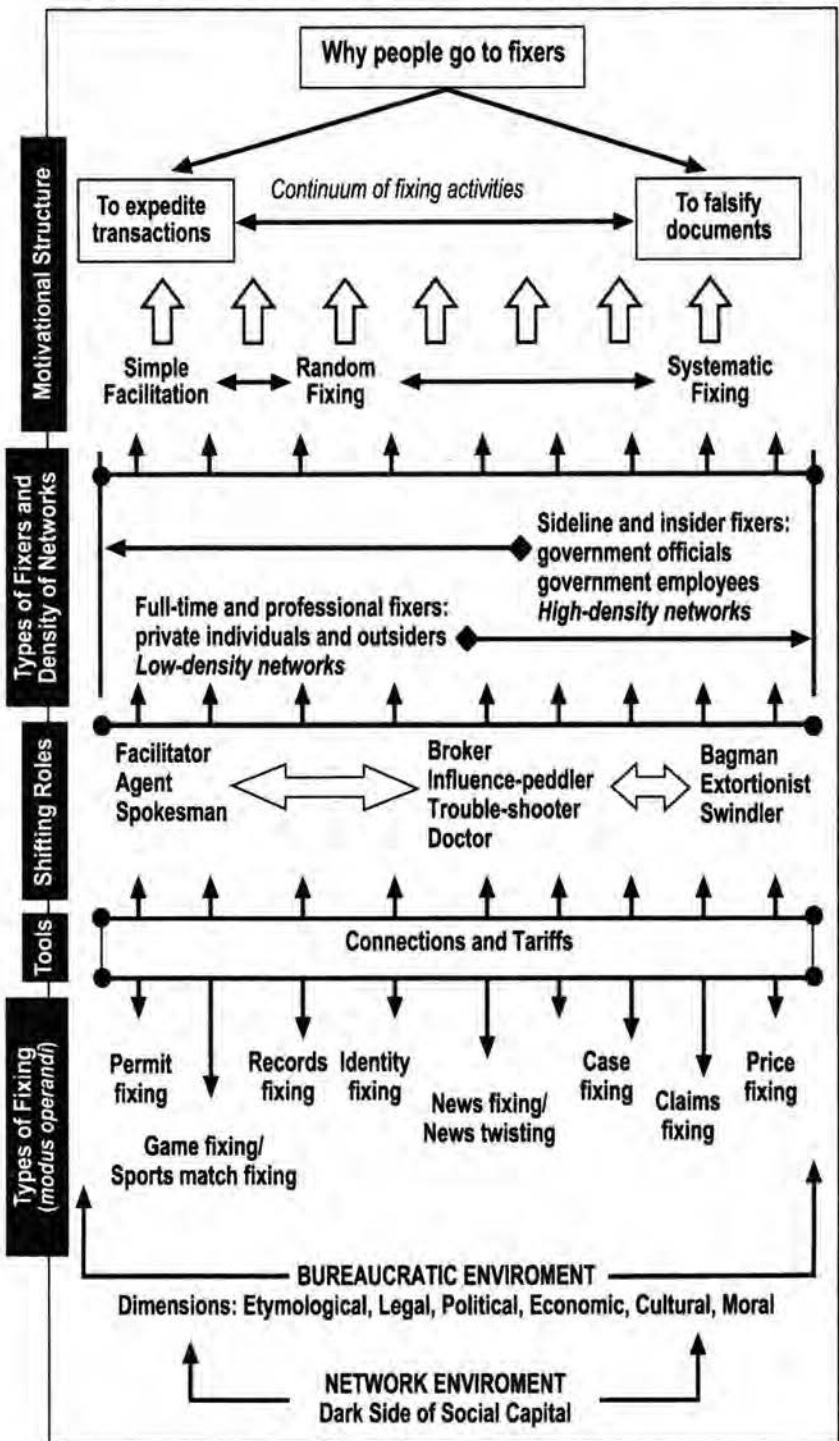 Why people go to fixers
Motivational Structure
To expedite
transactions
Continuum of fixing activities
To falsify
documents
Simple
Facilitation
Random
Fixing
Systematic
Fixing
Types of Fixers and
Density of Networks
Sideline and insider fixers:
government officials
government employees
High-density networks
Full-time and professional fixers:
private individuals and outsiders
Low-density networks
Shifting Roles
Facilitator
Agent
Spokesman
Broker
Influence-peddler
Trouble-shooter
Doctor
Bagman
Extortionist
Swindler
Tools
Connections and Tariffs
Types of Fixing
(modus operandi)
Permit
fixing
Game fixing/
Sports match fixing
Records
fixing
Identity
fixing
News fixing/
News twisting
Case
fixing
Claims
fixing
Price
fixing
BUREAUCRATIC ENVIROMENT
Dimensions: Etymological, Legal, Political, Economic, Cultural, Moral
NETWORK ENVIROMENT
Dark Side of Social Capital